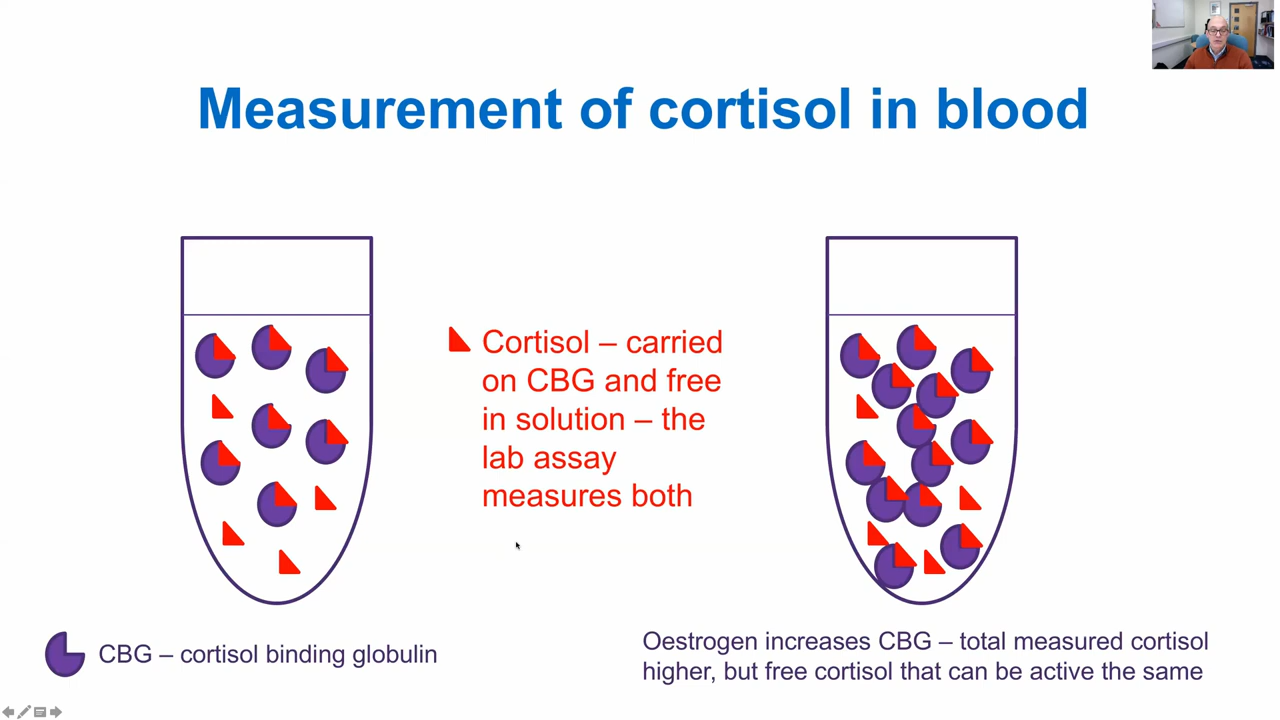 Measurement of cortisol in blood
Cortisol – carried
on CBG and free
in solution – the
lab assay
measures both
CBG – cortisol binding globulin
Oestrogen increases CBG – total measured cortisol
higher, but free cortisol that can be active the same